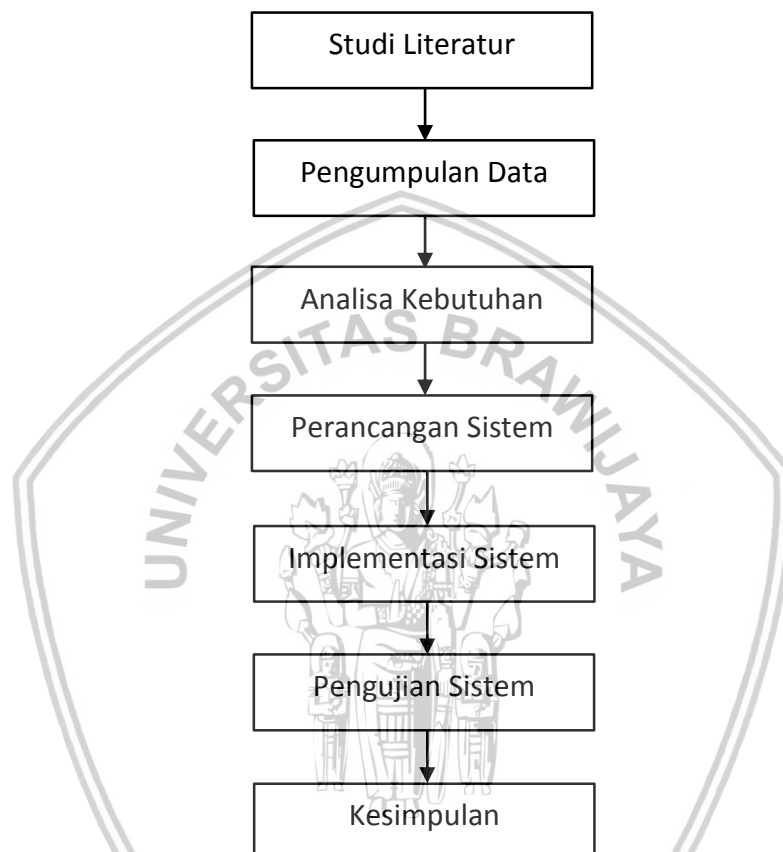 Studi Literatur
Pengumpulan Data
Analisa Kebutuhan
UNIVERSITAS BRAWIJAYA
Perancangan Sistem
Implementasi Sistem
Pengujian Sistem
Kesimpulan